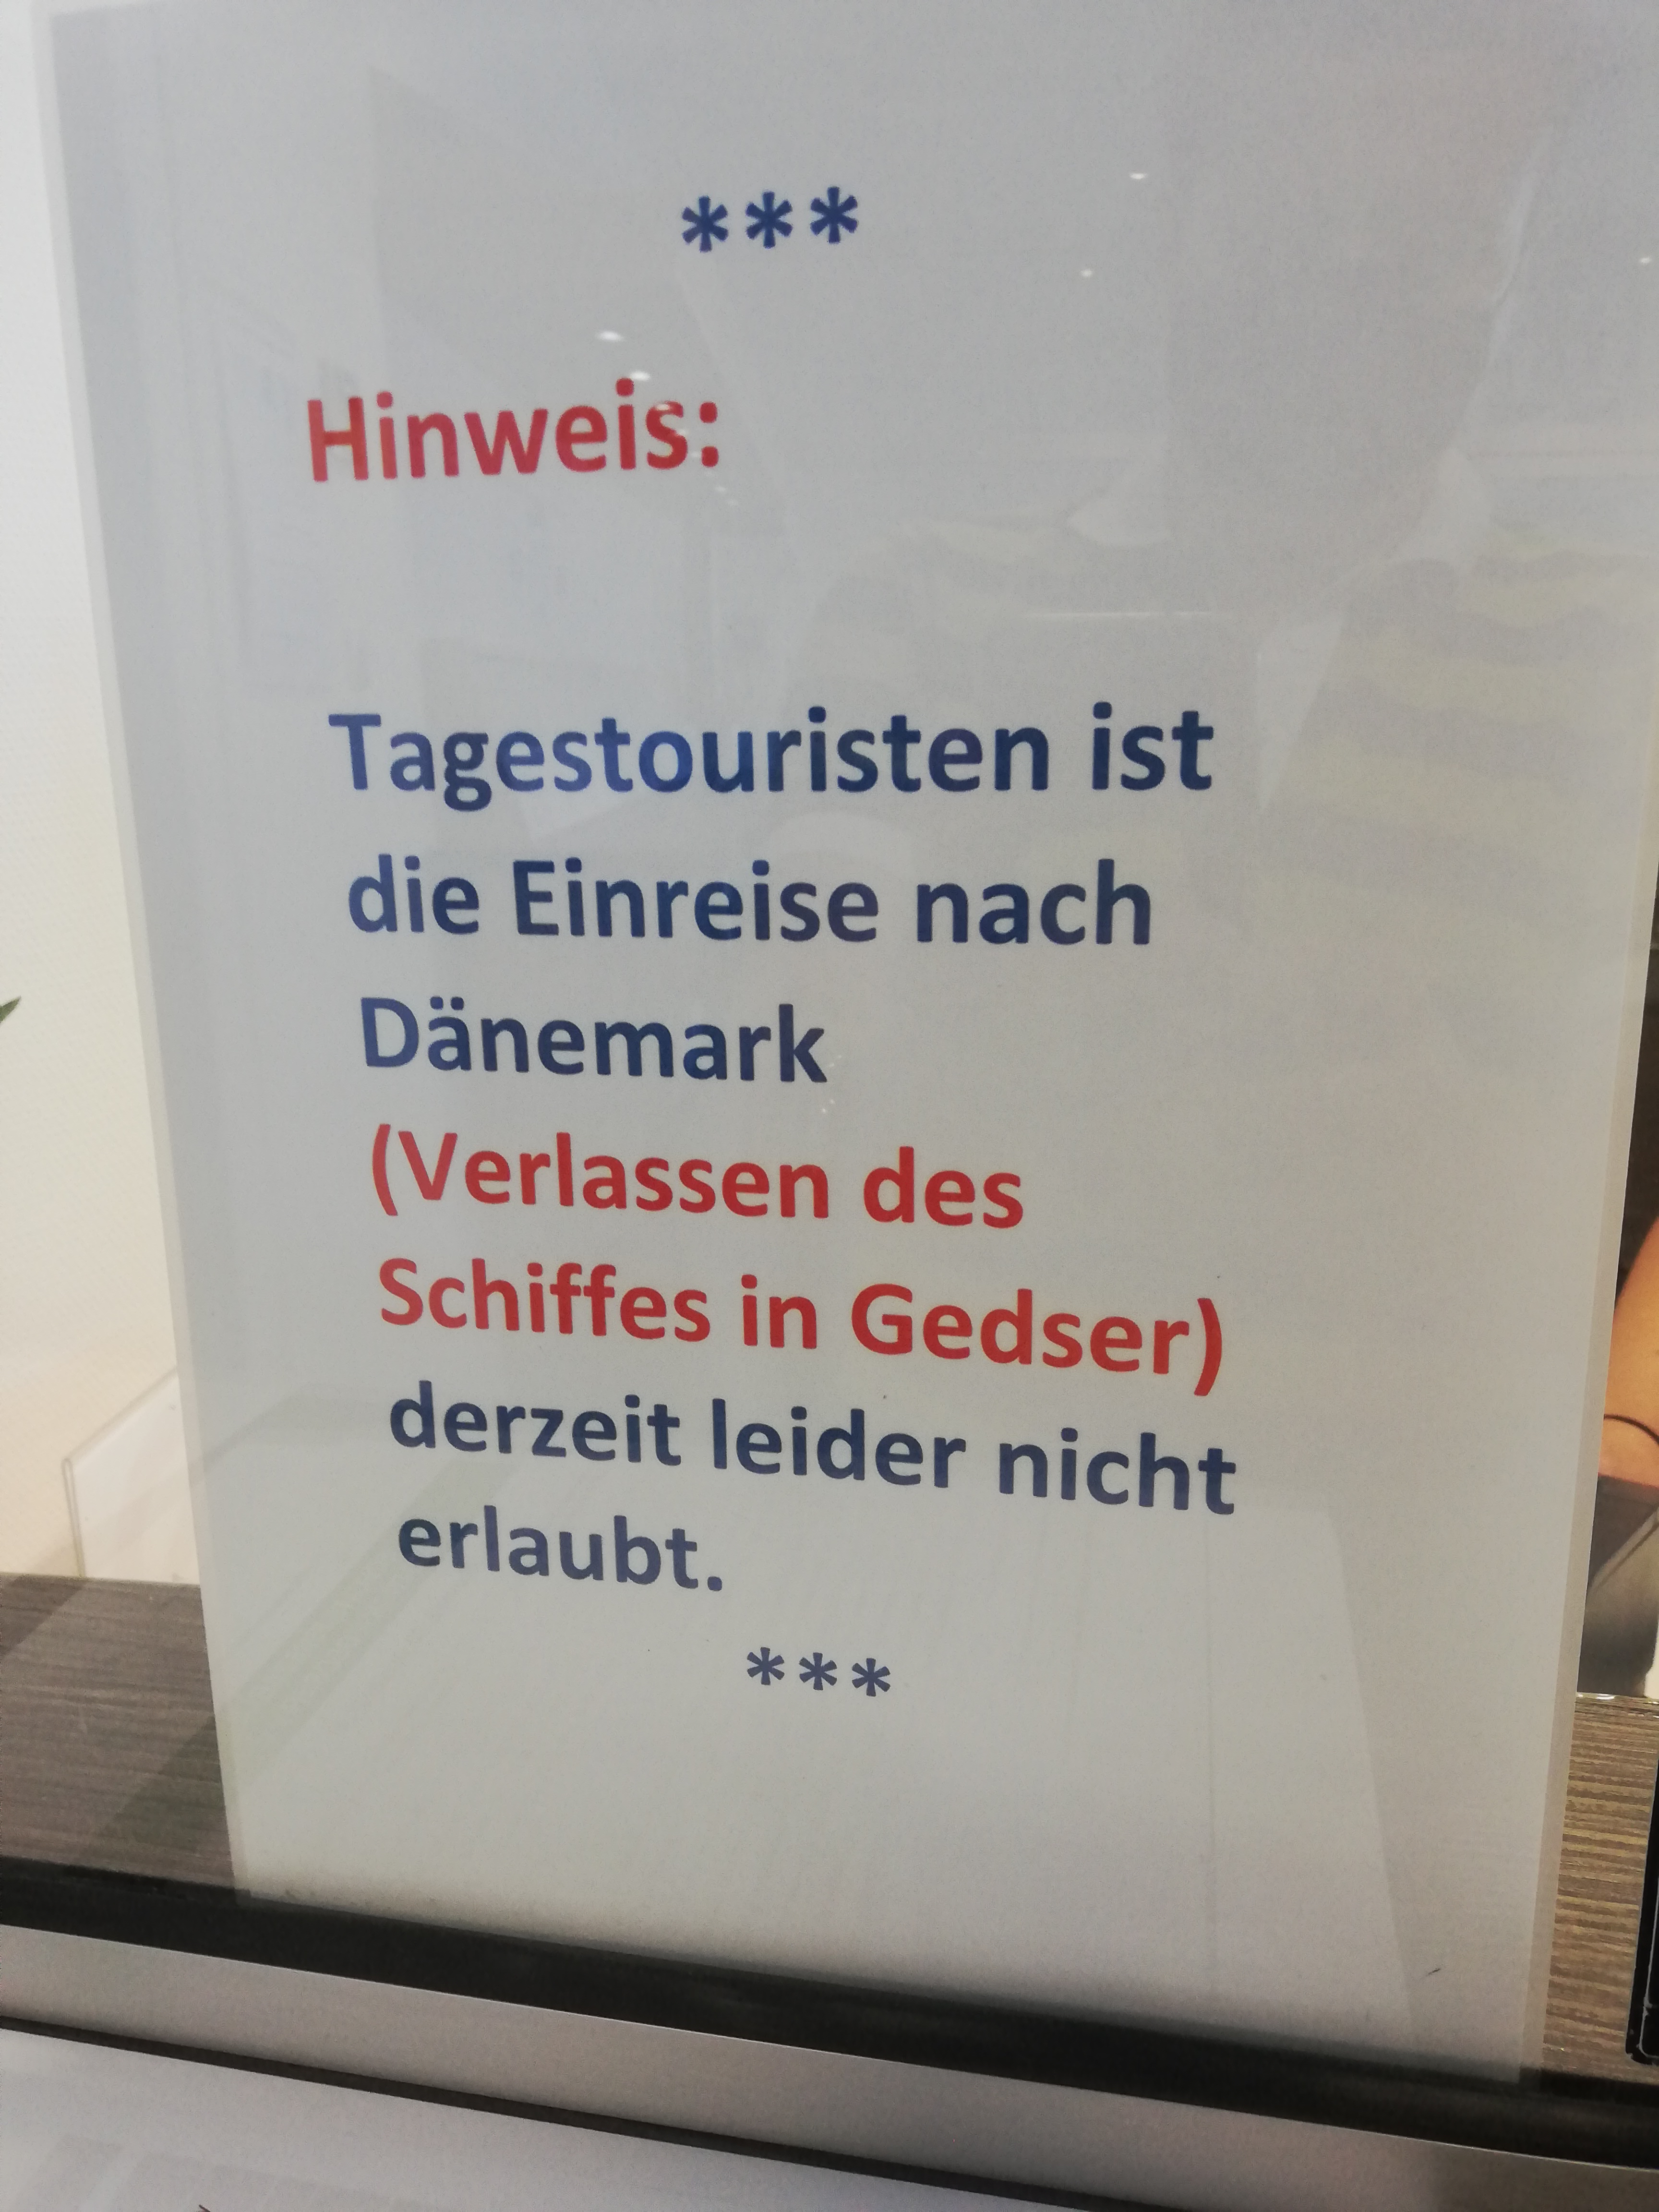 ***
Hinweis:
Tagestouristen ist
die Einreise nach
Dänemark
(Verlassen des
Schiffes in Gedser)
derzeit leider nicht
erlaubt.
***